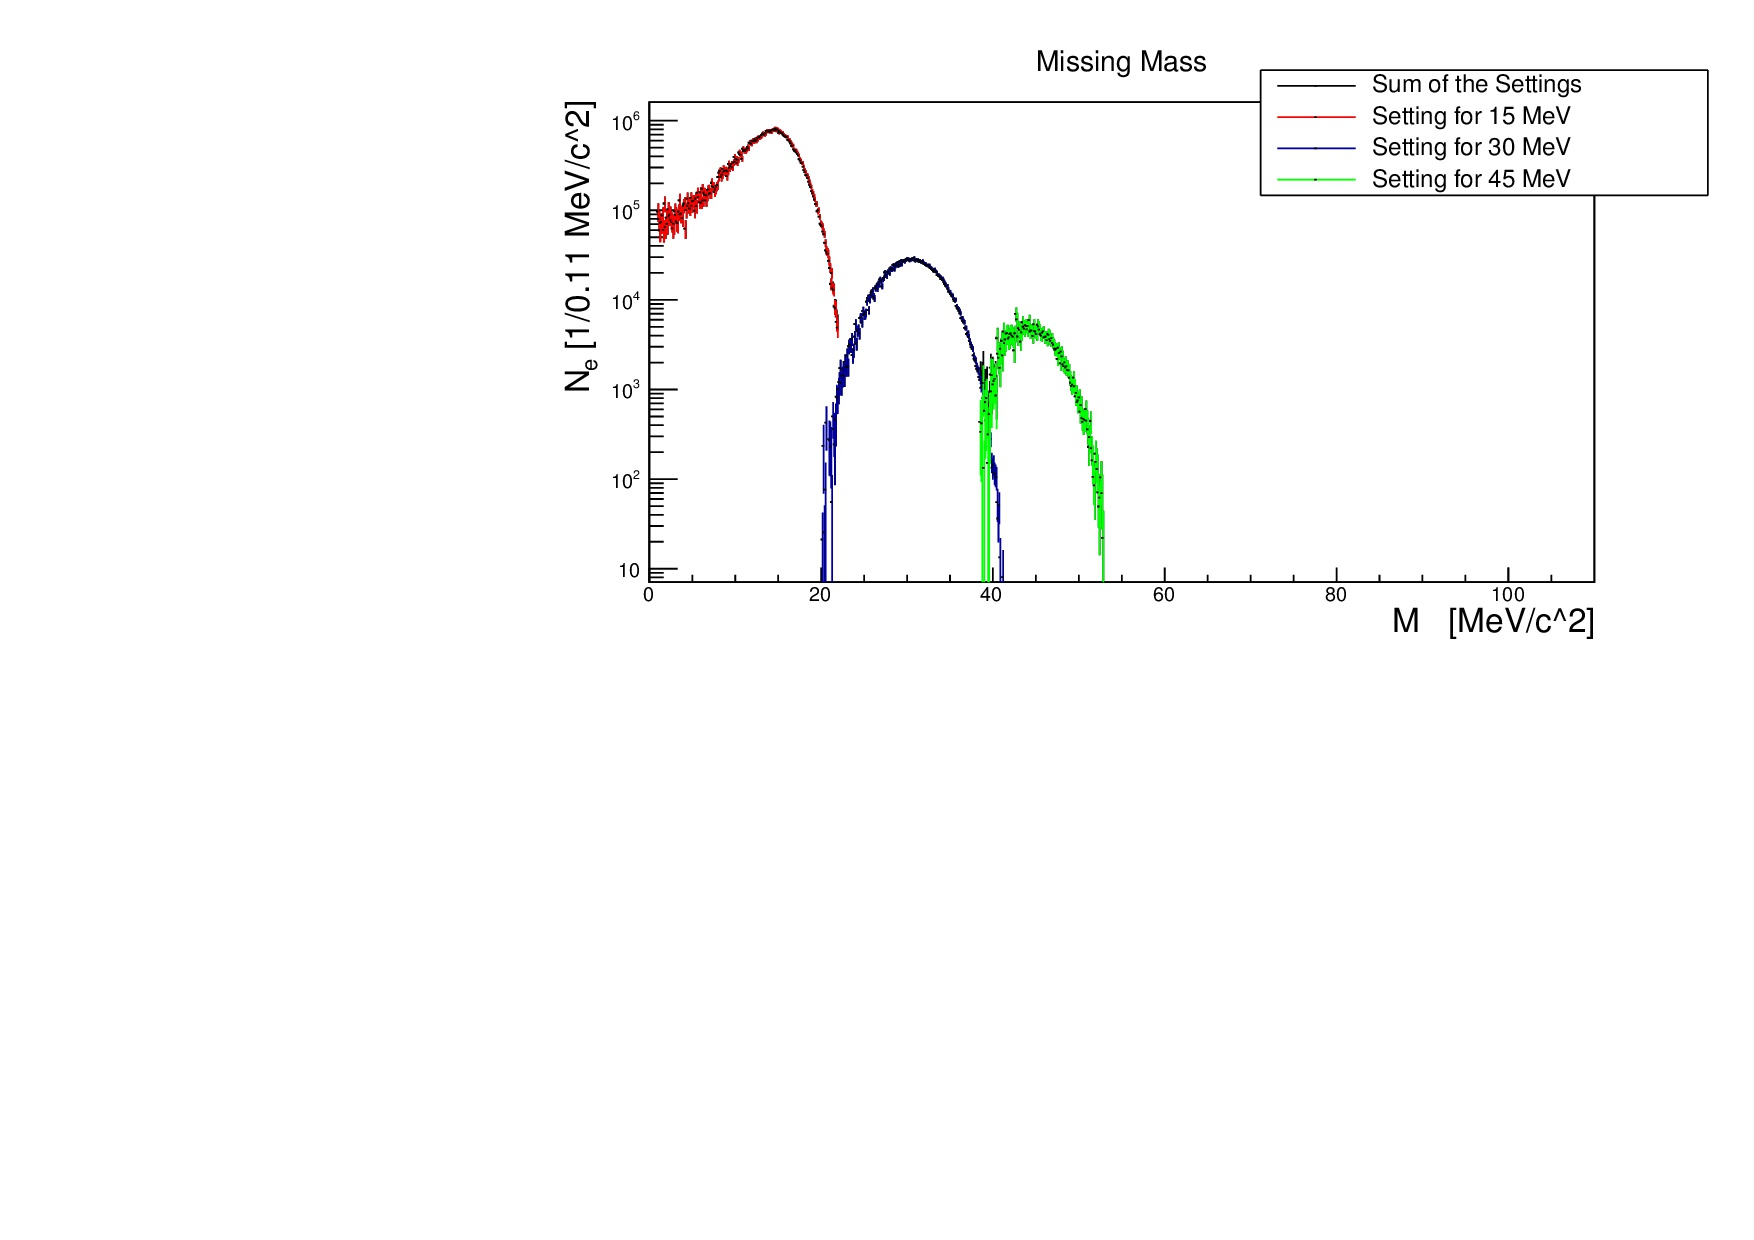 Missing Mass
Sum of the Settings
Setting for 15 MeV
Setting for 30 MeV
Setting for 45 MeV
N_e [1/0.11 MeV/c^2]
10^6
10^5
10^4
10^3
10^2
10
0 20 40 60 80 100
M [MeV/c^2]